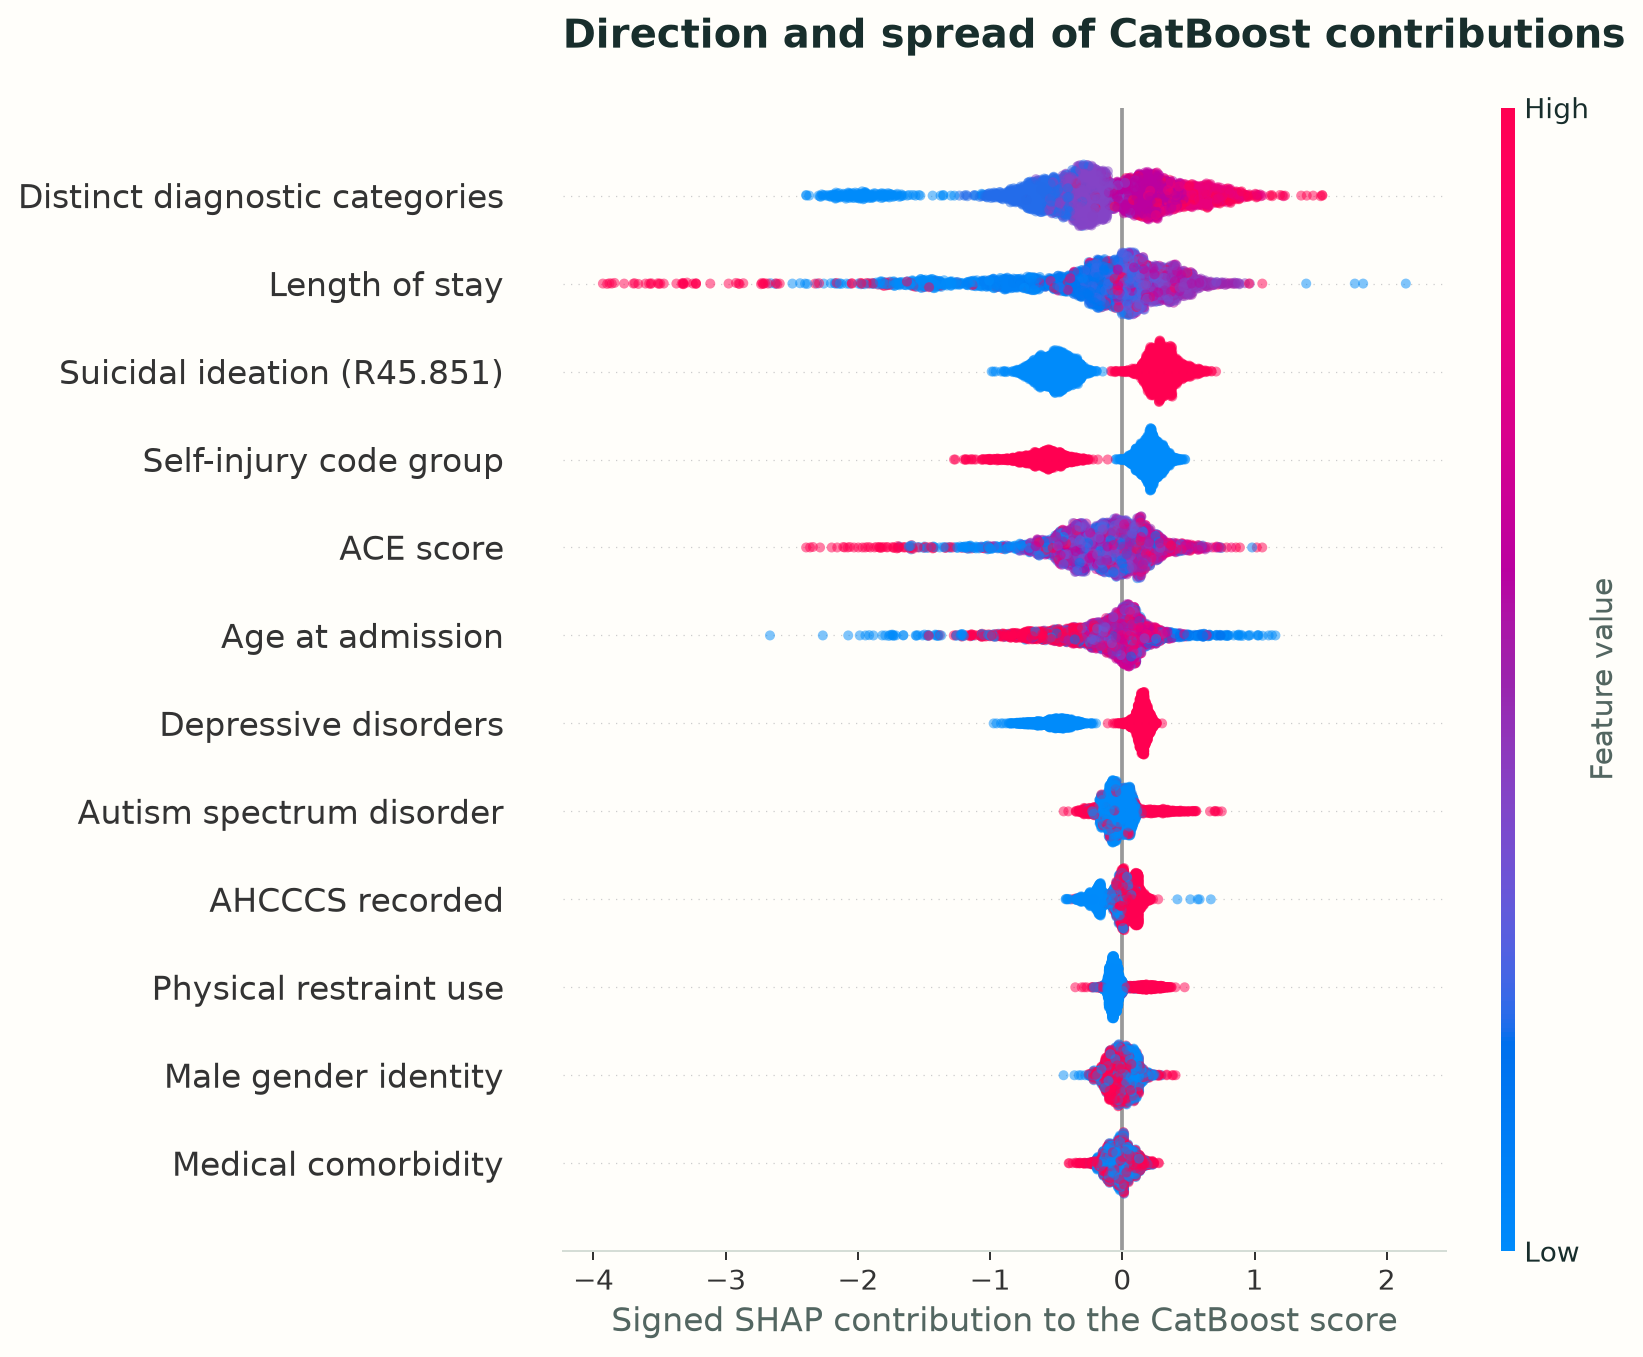 Direction and spread of CatBoost contributions
High
Distinct diagnostic categories
Length of stay
Suicidal ideation (R45.851)
Self-injury code group
ACE score
Age at admission
Depressive disorders
Autism spectrum disorder
AHCCCS recorded
Physical restraint use
Male gender identity
Medical comorbidity
Feature value
Low
−4 −3 −2 −1 0 1 2
Signed SHAP contribution to the CatBoost score